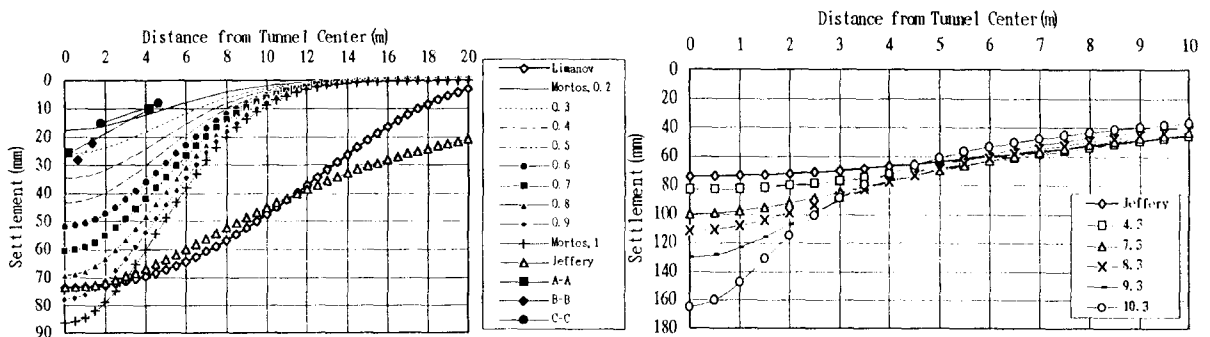 Distance from Tunnel Center(m)
0 2 4 6 8 10 12 14 16 18 20
0
10
20
30
40
50
60
70
80
90
Settlement (mm)
Limanov
Mortos, 0.2
0.3
0.4
0.5
0.6
0.7
0.8
0.9
Mortos, 1
Jeffery
A-A
B-B
C-C
Distance from Tunnel Center(m)
0 1 2 3 4 5 6 7 8 9 10
0
20
40
60
80
100
120
140
160
180
Settlement (mm)
Jeffery
4.3
7.3
8.3
9.3
10.3